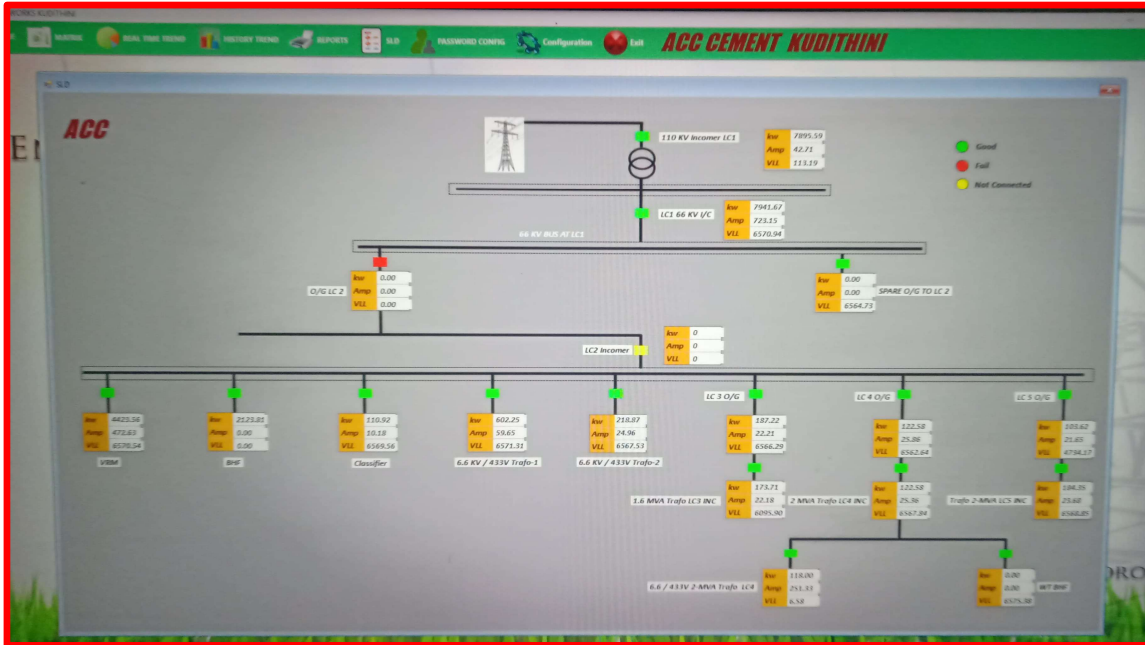 WORKS KUDITHINI
MATRIC REAL TIME TREND HISTORY TREND REPORTS SLD PASSWORD CONFIG Configuration Exit ACC CEMENT KUDITHINI
SLD
ACC
110 KV Incomer LC1
kw 7895.59
Amp 42.71
VLL 113.19
Good
Fail
Not Connected
LC1 66 KV I/C
kw 7941.67
Amp 723.15
VLL 6570.94
66 KV BUS AT LC1
O/G LC 2
kw 0.00
Amp 0.00
VLL 0.00
kw 0.00
Amp 0.00
VLL 6564.73
SPARE O/G TO LC 2
LC2 Incomer
kw 0
Amp 0
VLL 0
LC 3 O/G LC 4 O/G LC 5 O/G
kw 4423.56
Amp 473.63
VLL 6570.54
VRM
kw 2123.81
Amp 0.00
VLL 0.00
BHF
kw 110.92
Amp 10.18
VLL 6569.56
Classifier
kw 602.25
Amp 59.65
VLL 6571.31
6.6 KV / 433V Trafo-1
kw 218.87
Amp 24.96
VLL 6567.53
6.6 KV / 433V Trafo-2
kw 187.22
Amp 22.21
VLL 6566.29
kw 122.58
Amp 25.86
VLL 6562.64
kw 103.62
Amp 21.65
VLL 4794.17
1.6 MVA Trafo LC3 INC
kw 173.71
Amp 22.18
VLL 6095.90
2 MVA Trafo LC4 INC
kw 122.58
Amp 25.36
VLL 6567.84
Trafo 2-MVA LC5 INC
kw 104.35
Amp 25.60
VLL 6560.85
6.6 / 433V 2-MVA Trafo LC4
kw 118.00
Amp 251.33
VLL 6.58
kw 0.00
Amp 0.00
VLL 6575.38
WT BHF